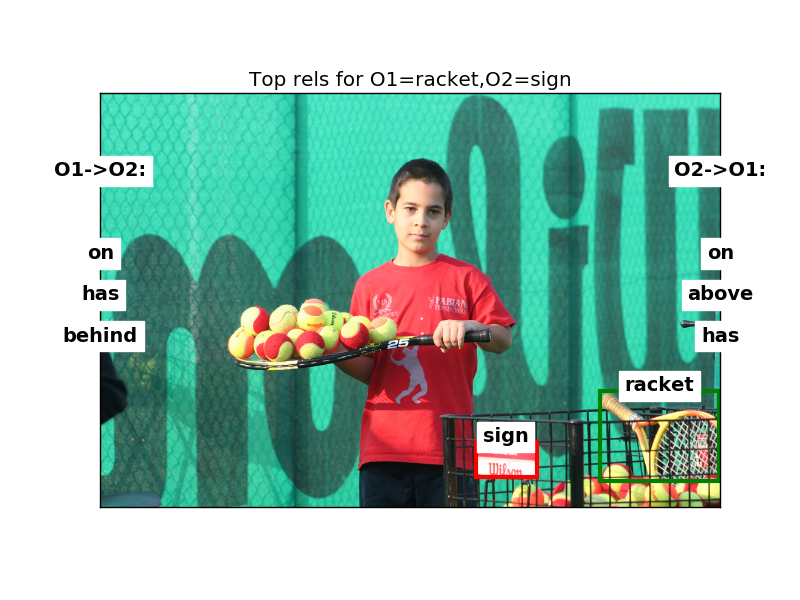 Top rels for O1=racket,O2=sign
O1->O2:
O2->O1:
on
has
behind
on
above
has
FABIAN
25
racket
sign
Wilson